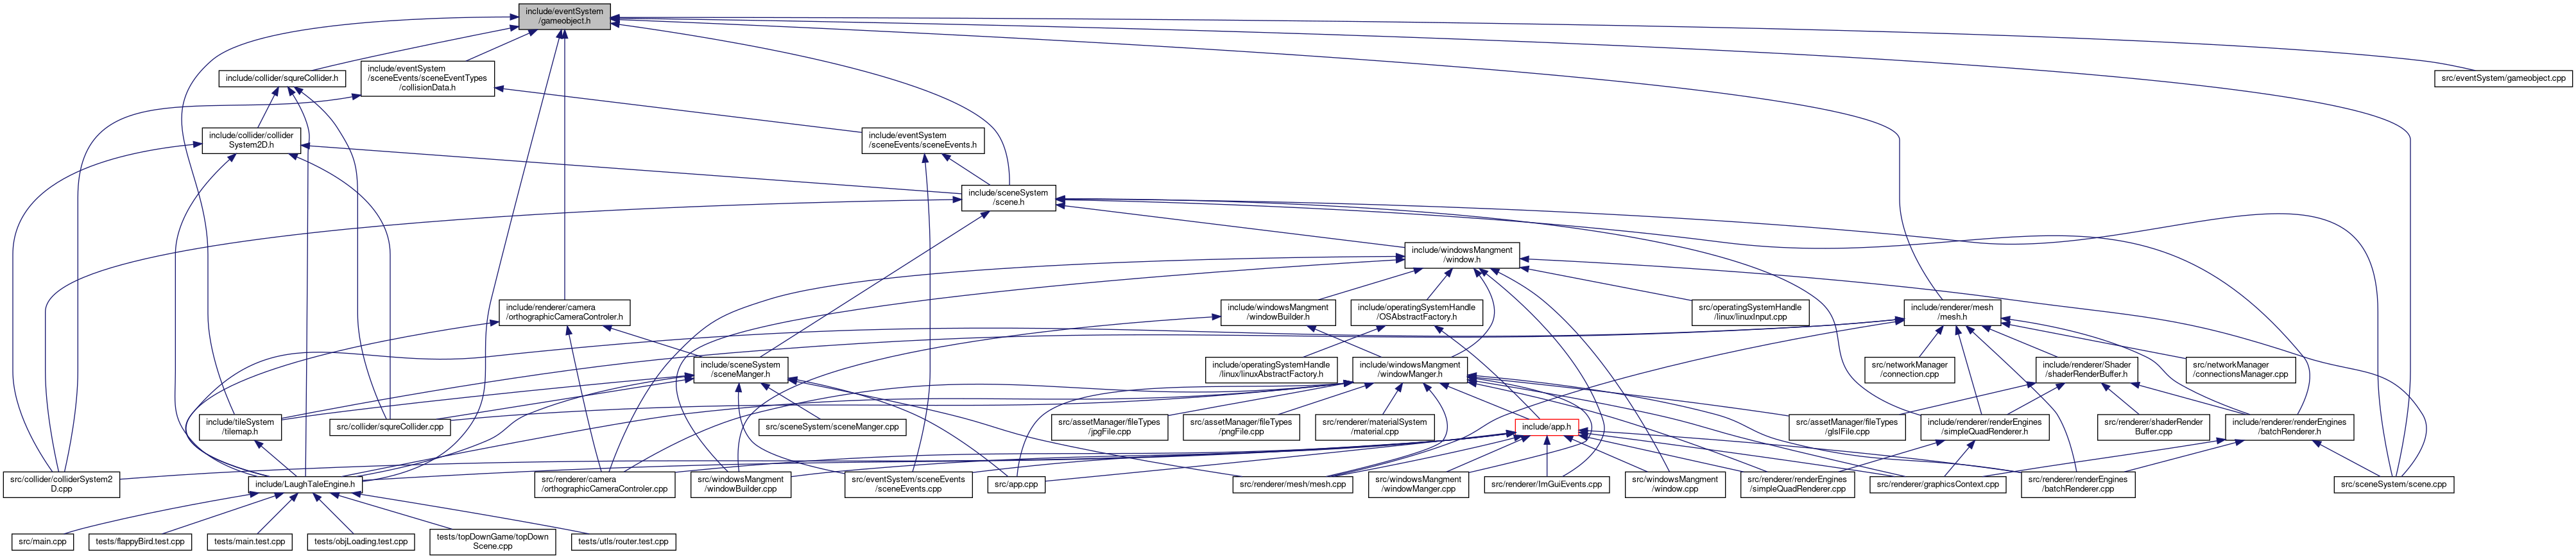 include/eventSystem
/gameobject.h
include/collider/squreCollider.h
include/eventSystem
/sceneEvents/sceneEventTypes
/collisionData.h
src/eventSystem/gameobject.cpp
include/collider/collider
System2D.h
include/eventSystem
/sceneEvents/sceneEvents.h
include/sceneSystem
/scene.h
include/windowsMangment
/window.h
include/renderer/camera
/orthographicCameraControler.h
include/windowsMangment
/windowBuilder.h
include/operatingSystemHandle
/OSAbstractFactory.h
src/operatingSystemHandle
/linux/linuxInput.cpp
include/renderer/mesh
/mesh.h
include/sceneSystem
/sceneManger.h
include/operatingSystemHandle
/linux/linuxAbstractFactory.h
include/windowsMangment
/windowManger.h
src/networkManager
/connection.cpp
include/renderer/Shader
/shaderRenderBuffer.h
src/networkManager
/connectionsManager.cpp
include/tileSystem
/tilemap.h
src/collider/squreCollider.cpp
src/sceneSystem/sceneManger.cpp
src/assetManager/fileTypes
/jpgFile.cpp
src/assetManager/fileTypes
/pngFile.cpp
src/renderer/materialSystem
/material.cpp
include/app.h
src/assetManager/fileTypes
/glslFile.cpp
include/renderer/renderEngines
/simpleQuadRenderer.h
src/renderer/shaderRender
Buffer.cpp
include/renderer/renderEngines
/batchRenderer.h
src/collider/colliderSystem2
D.cpp
include/LaughTaleEngine.h
src/renderer/camera
/orthographicCameraControler.cpp
src/windowsMangment
/windowBuilder.cpp
src/eventSystem/sceneEvents
/sceneEvents.cpp
src/app.cpp
src/renderer/mesh/mesh.cpp
src/windowsMangment
/windowManger.cpp
src/renderer/ImGuiEvents.cpp
src/windowsMangment
/window.cpp
src/renderer/renderEngines
/simpleQuadRenderer.cpp
src/renderer/graphicsContext.cpp
src/renderer/renderEngines
/batchRenderer.cpp
src/sceneSystem/scene.cpp
src/main.cpp
tests/flappyBird.test.cpp
tests/main.test.cpp
tests/objLoading.test.cpp
tests/topDownGame/topDown
Scene.cpp
tests/utls/router.test.cpp